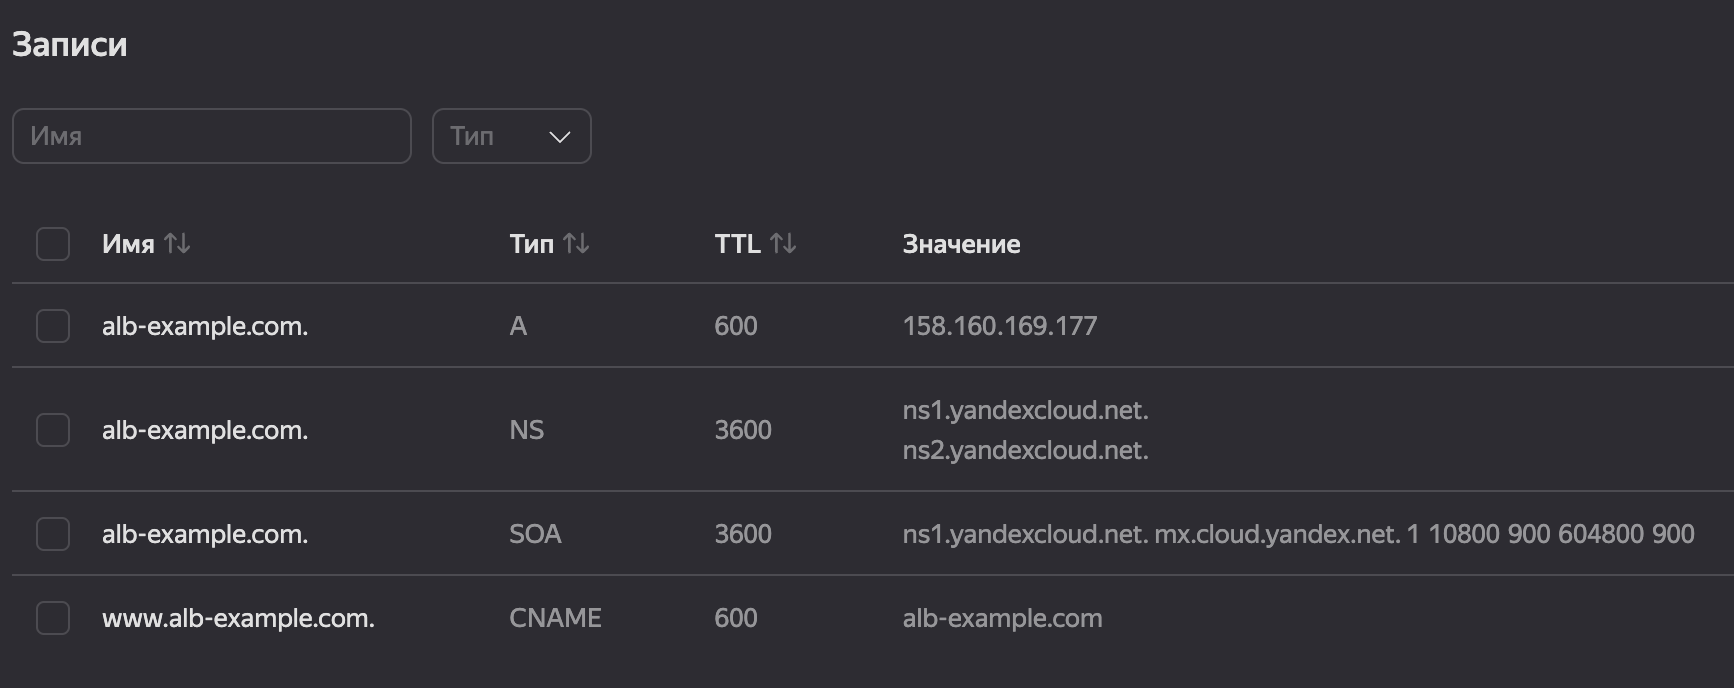 Записи
Имя Тип
Имя Тип TTL Значение
alb-example.com. A 600 158.160.169.177
alb-example.com. NS 3600 ns1.yandexcloud.net.
ns2.yandexcloud.net.
alb-example.com. SOA 3600 ns1.yandexcloud.net. mx.cloud.yandex.net. 1 10800 900 604800 900
www.alb-example.com. CNAME 600 alb-example.com